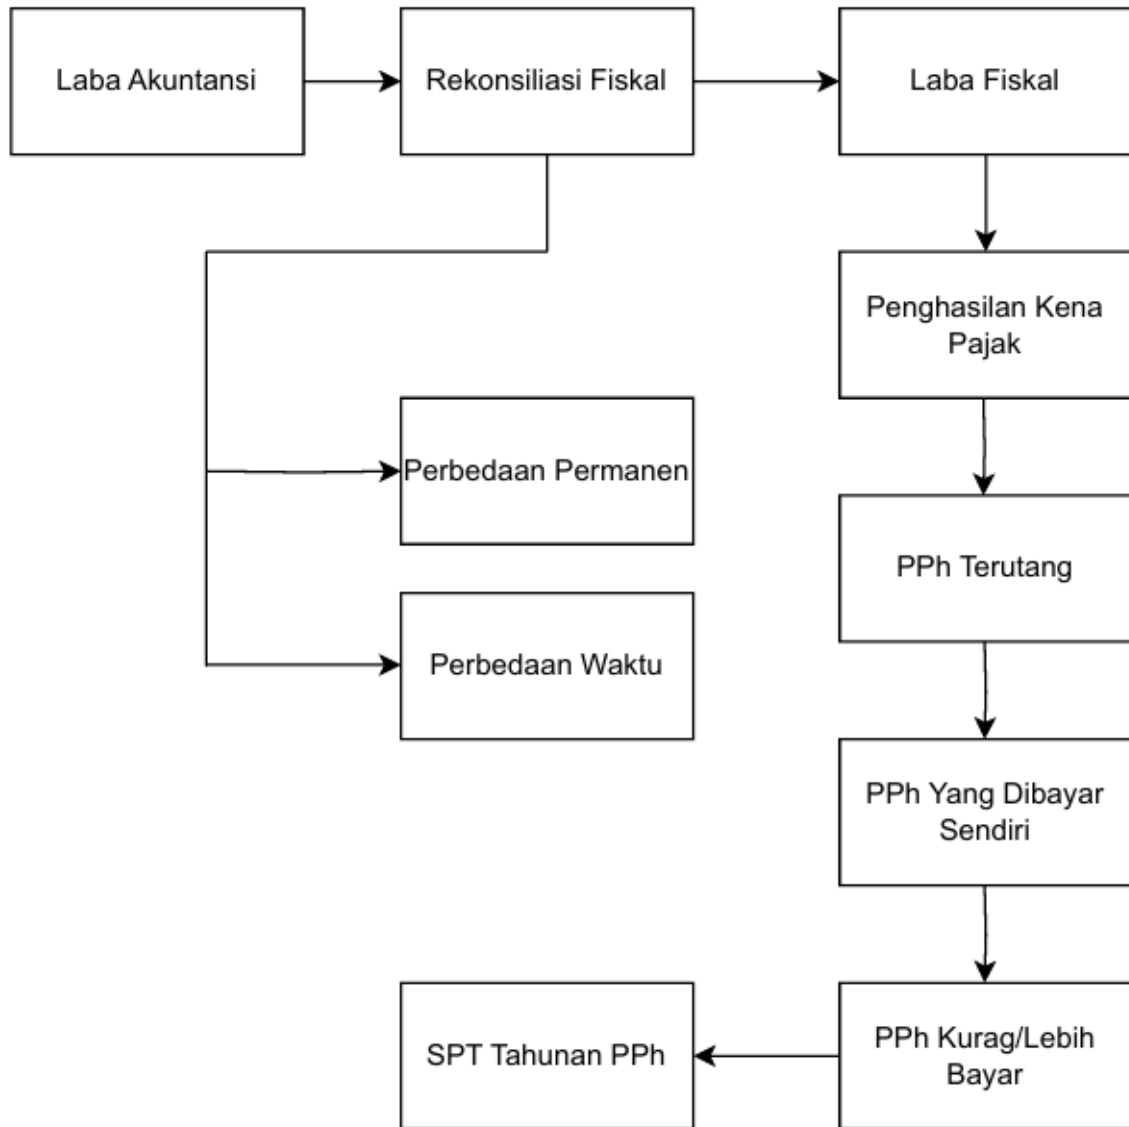 Laba Akuntansi
Rekonsiliasi Fiskal
Laba Fiskal
Penghasilan Kena
Pajak
Perbedaan Permanen
PPh Terutang
Perbedaan Waktu
PPh Yang Dibayar
Sendiri
PPh Kurag/Lebih
Bayar
SPT Tahunan PPh